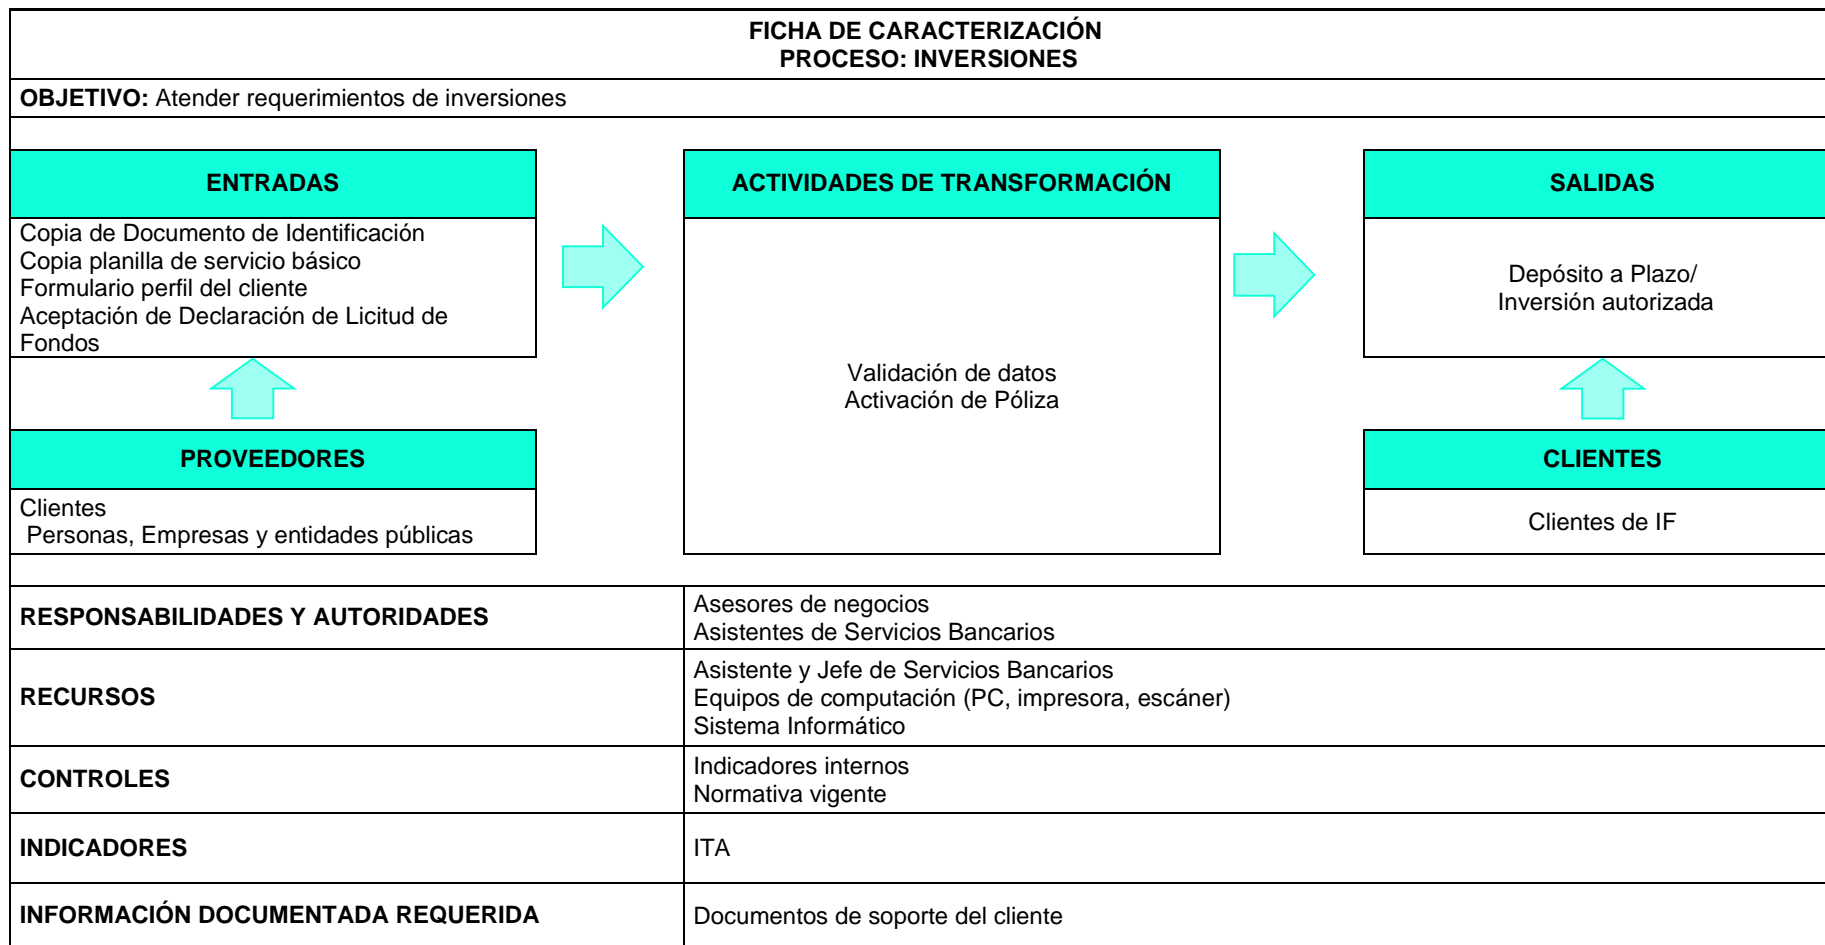 FICHA DE CARACTERIZACIÓN
PROCESO: INVERSIONES
OBJETIVO: Atender requerimientos de inversiones
ENTRADAS
Copia de Documento de Identificación
Copia planilla de servicio básico
Formulario perfil del cliente
Aceptación de Declaración de Licitud de
Fondos
PROVEEDORES
Clientes
Personas, Empresas y entidades públicas
ACTIVIDADES DE TRANSFORMACIÓN
Validación de datos
Activación de Póliza
SALIDAS
Depósito a Plazo/
Inversión autorizada
CLIENTES
Clientes de IF
RESPONSABILIDADES Y AUTORIDADES
Asesores de negocios
Asistentes de Servicios Bancarios
RECURSOS
Asistente y Jefe de Servicios Bancarios
Equipos de computación (PC, impresora, escáner)
Sistema Informático
CONTROLES
Indicadores internos
Normativa vigente
INDICADORES
ITA
INFORMACIÓN DOCUMENTADA REQUERIDA
Documentos de soporte del cliente